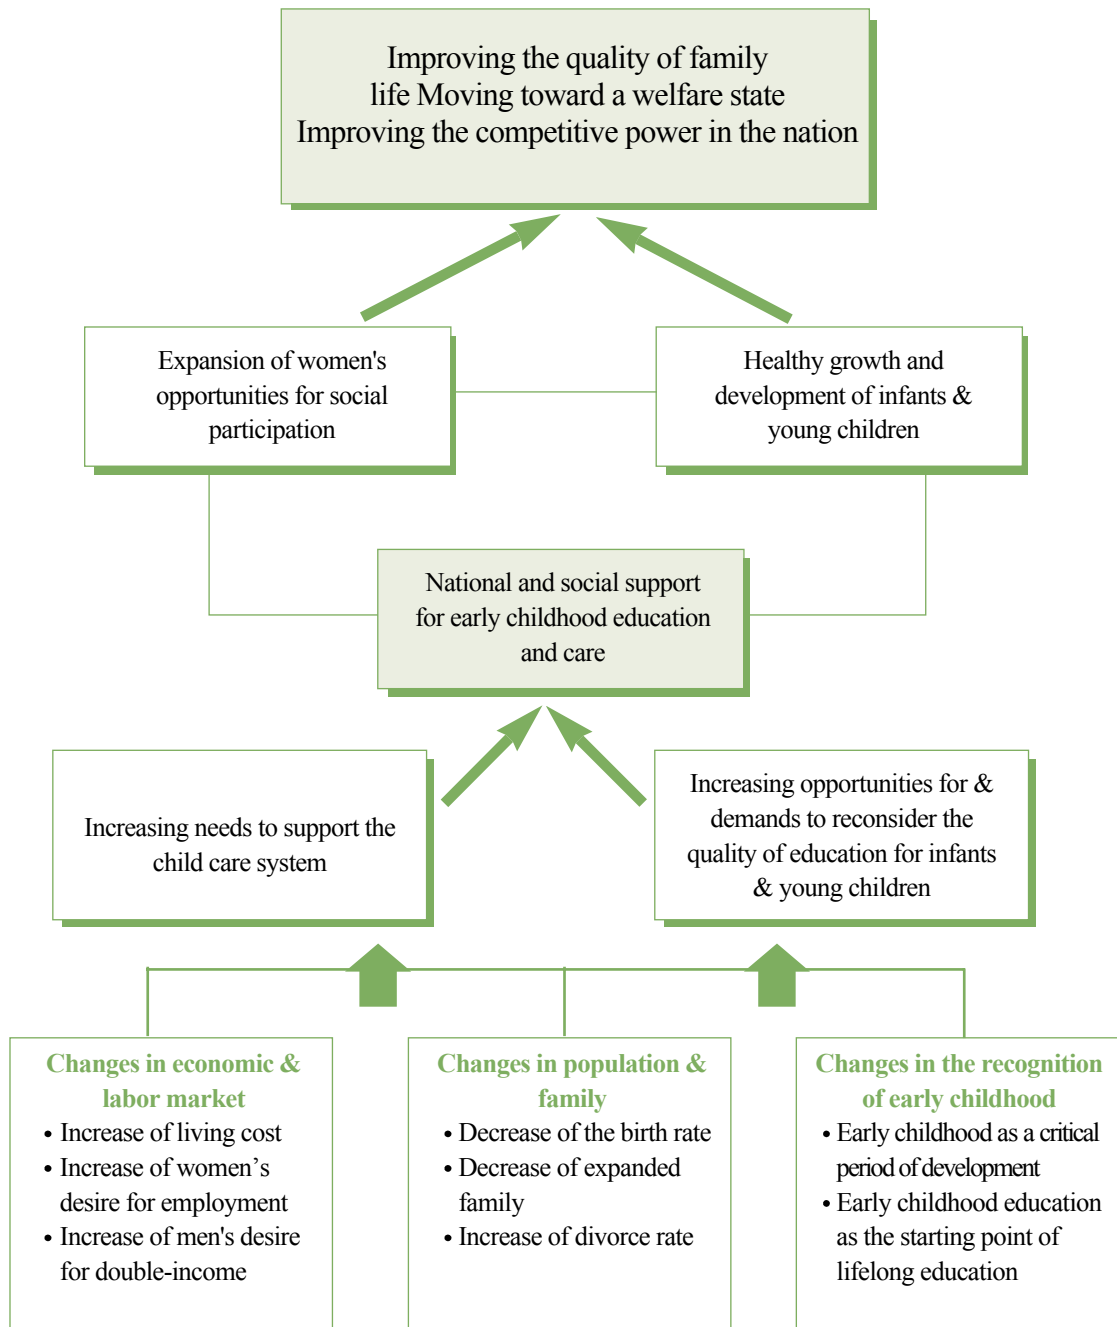 Improving the quality of family
life Moving toward a welfare state
Improving the competitive power in the nation
Expansion of women's
opportunities for social
participation
Healthy growth and
development of infants &
young children
National and social support
for early childhood education
and care
Increasing needs to support the
child care system
Increasing opportunities for &
demands to reconsider the
quality of education for infants
& young children
Changes in economic &
labor market
• Increase of living cost
• Increase of women’s
desire for employment
• Increase of men's desire
for double-income
Changes in population &
family
• Decrease of the birth rate
• Decrease of expanded
family
• Increase of divorce rate
Changes in the recognition
of early childhood
• Early childhood as a critical
period of development
• Early childhood education
as the starting point of
lifelong education